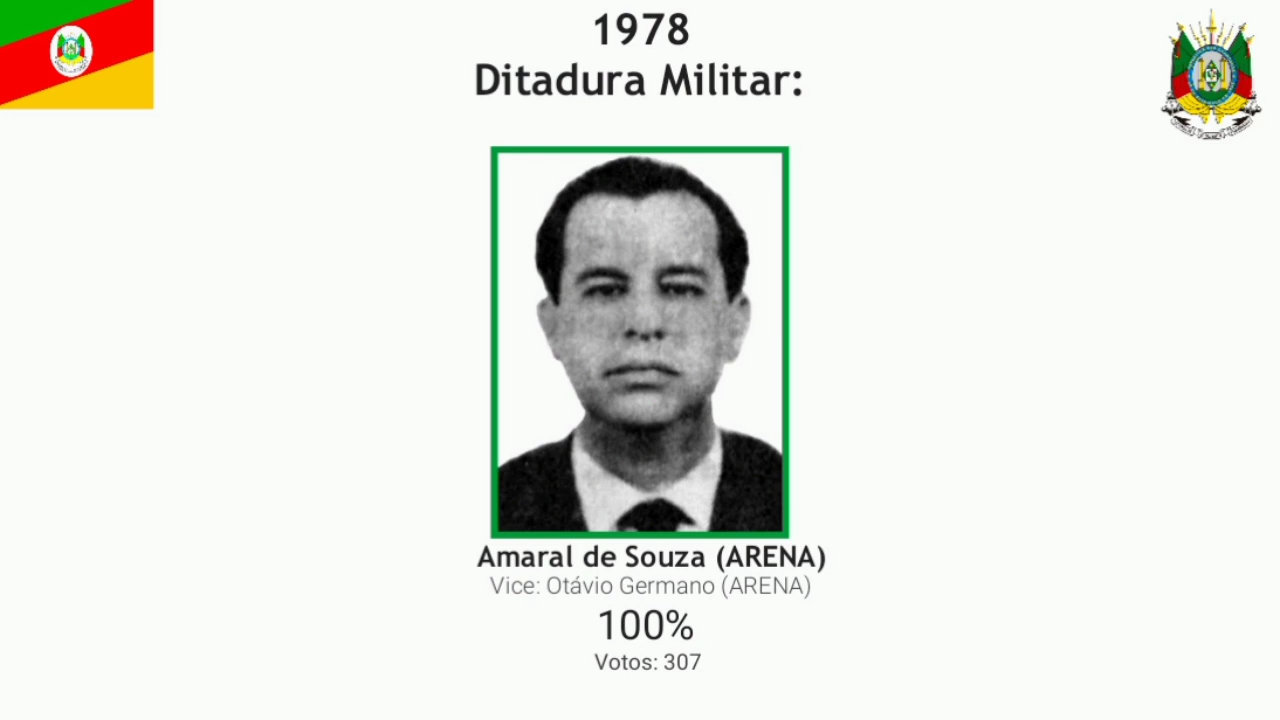 1978
Ditadura Militar:
Amaral de Souza (ARENA)
Vice: Otávio Germano (ARENA)
100%
Votos: 307